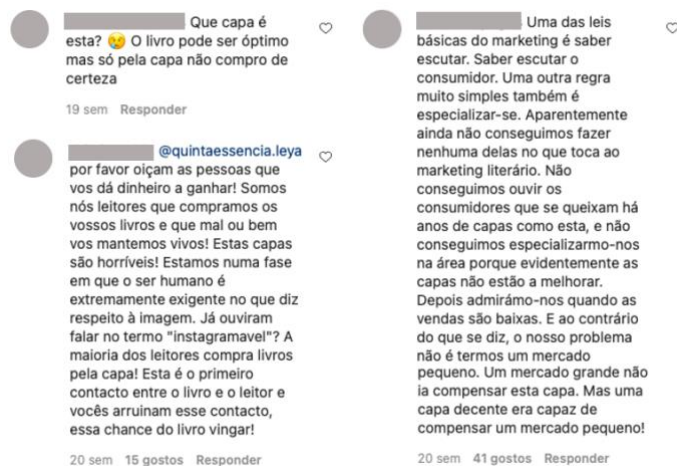 Que capa é
esta? 😢 O livro pode ser óptimo
mas só pela capa não compro de
certeza
19 sem Responder
@quintaessencia.leya
por favor oiçam as pessoas que
vos dá dinheiro a ganhar! Somos
nós leitores que compramos os
vossos livros e que mal ou bem
vos mantemos vivos! Estas capas
são horríveis! Estamos numa fase
em que o ser humano é
extremamente exigente no que diz
respeito à imagem. Já ouviram
falar no termo "instagramavel"? A
maioria dos leitores compra livros
pela capa! Esta é o primeiro
contacto entre o livro e o leitor e
vocês arruinam esse contacto,
essa chance do livro vingar!
20 sem 15 gostos Responder
Uma das leis
básicas do marketing é saber
escutar. Saber escutar o
consumidor. Uma outra regra
muito simples também é
especializar-se. Aparentemente
ainda não conseguimos fazer
nenhuma delas no que toca ao
marketing literário. Não
conseguimos ouvir os
consumidores que se queixam há
anos de capas como esta, e não
conseguimos especializarmo-nos
na área porque evidentemente as
capas não estão a melhorar.
Depois admirámo-nos quando as
vendas são baixas. E ao contrário
do que se diz, o nosso problema
não é termos um mercado
pequeno. Um mercado grande não
ia compensar esta capa. Mas uma
capa decente era capaz de
compensar um mercado pequeno!
20 sem 41 gostos Responder